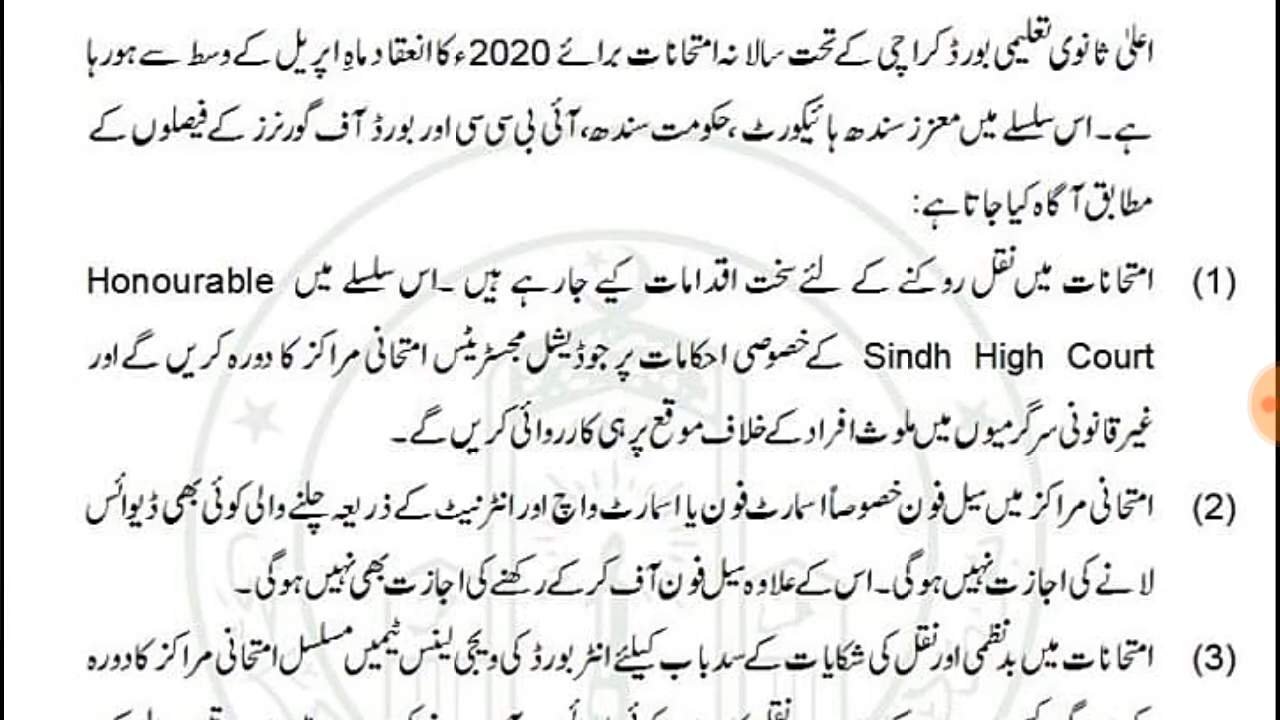 اعلیٰ ثانوی تعلیمی بورڈ کراچی کے تحت سالانہ امتحانات برائے 2020ء کا انعقاد ماہِ اپریل کے وسط سے ہورہا
ہے۔ اس سلسلے میں معزز سندھ ہائیکورٹ، حکومت سندھ، آئی بی سی سی اور بورڈ آف گورنرز کے فیصلوں کے
مطابق آگاہ کیا جاتا ہے:
(1) امتحانات میں نقل روکنے کے لئے سخت اقدامات کیے جارہے ہیں ۔اس سلسلے میں Honourable
Sindh High Court کے خصوصی احکامات پر جوڈیشل مجسٹریٹس امتحانی مراکز کا دورہ کریں گے اور
غیر قانونی سرگرمیوں میں ملوث افراد کے خلاف موقع پر ہی کارروائی کریں گے۔
(2) امتحانی مراکز میں سیل فون خصوصاً اسمارٹ فون یا اسمارٹ واچ اور انٹرنیٹ کے ذریعہ چلنے والی کوئی بھی ڈیوائس
لانے کی اجازت نہیں ہوگی۔ اس کے علاوہ سیل فون آف کرکے رکھنے کی اجازت بھی نہیں ہوگی۔
(3) امتحانات میں بدنظمی اور نقل کی شکایات کے سدباب کیلئے انٹر بورڈ کی ویجی لینس ٹیمیں مسلسل امتحانی مراکز کا دورہ